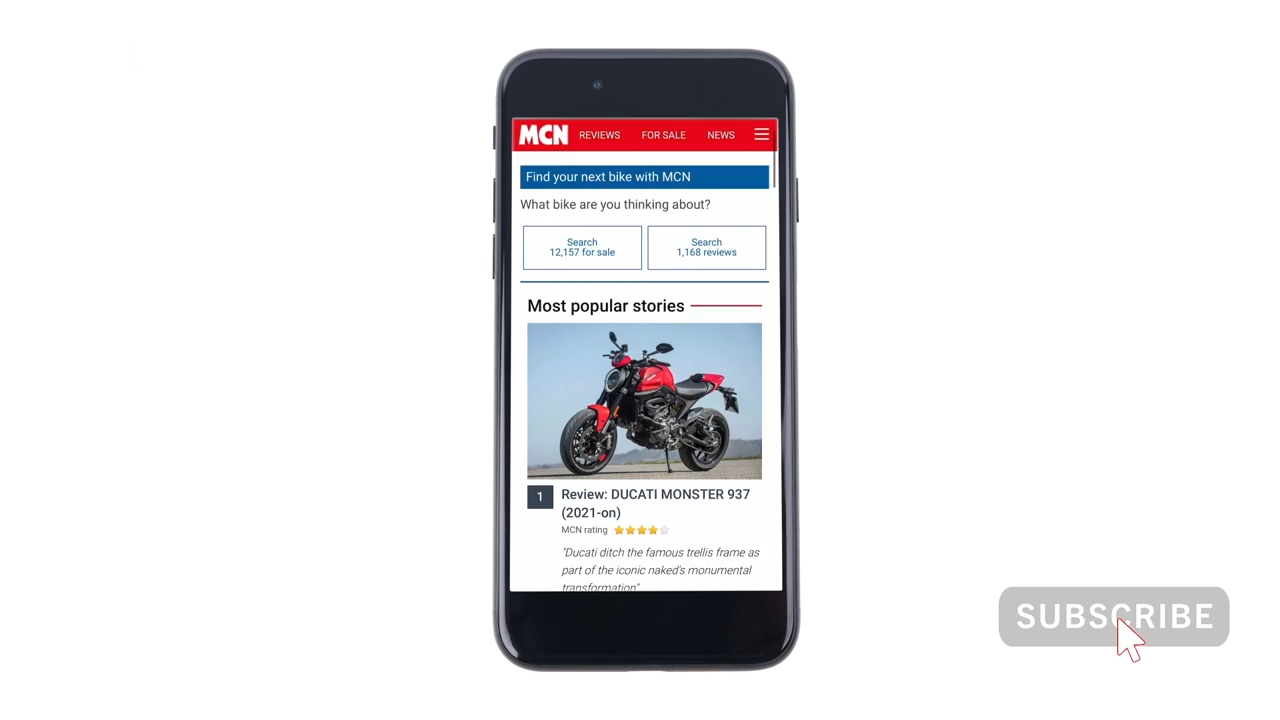 MCN REVIEWS FOR SALE NEWS
Find your next bike with MCN
What bike are you thinking about?
Search
12,157 for sale
Search
1,168 reviews
Most popular stories
1
Review: DUCATI MONSTER 937
(2021-on)
MCN rating
"Ducati ditch the famous trellis frame as
part of the iconic naked's monumental
transformation"
SUBSCRIBE